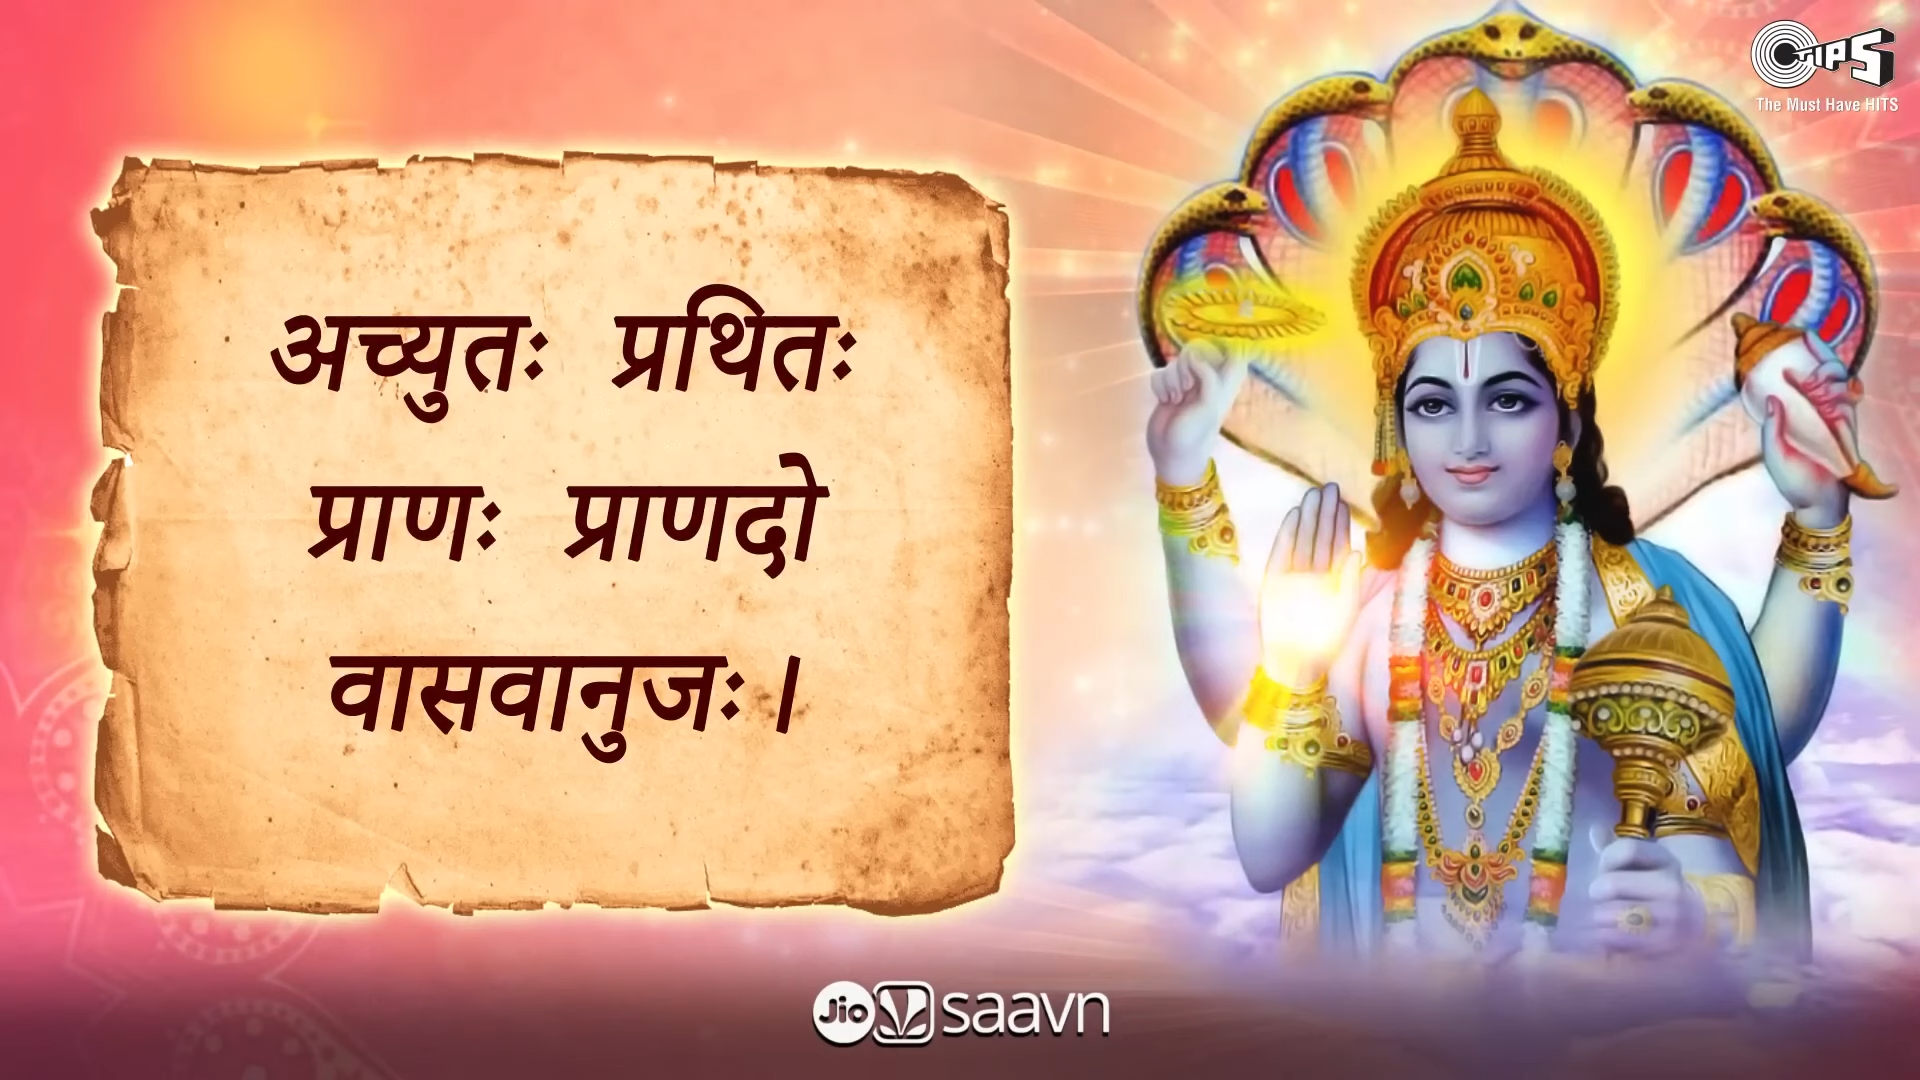 TIPS
The Must Have HITS
अच्युतः प्रथितः
प्राणः प्राणदो
वासवानुजः।
Jio saavn